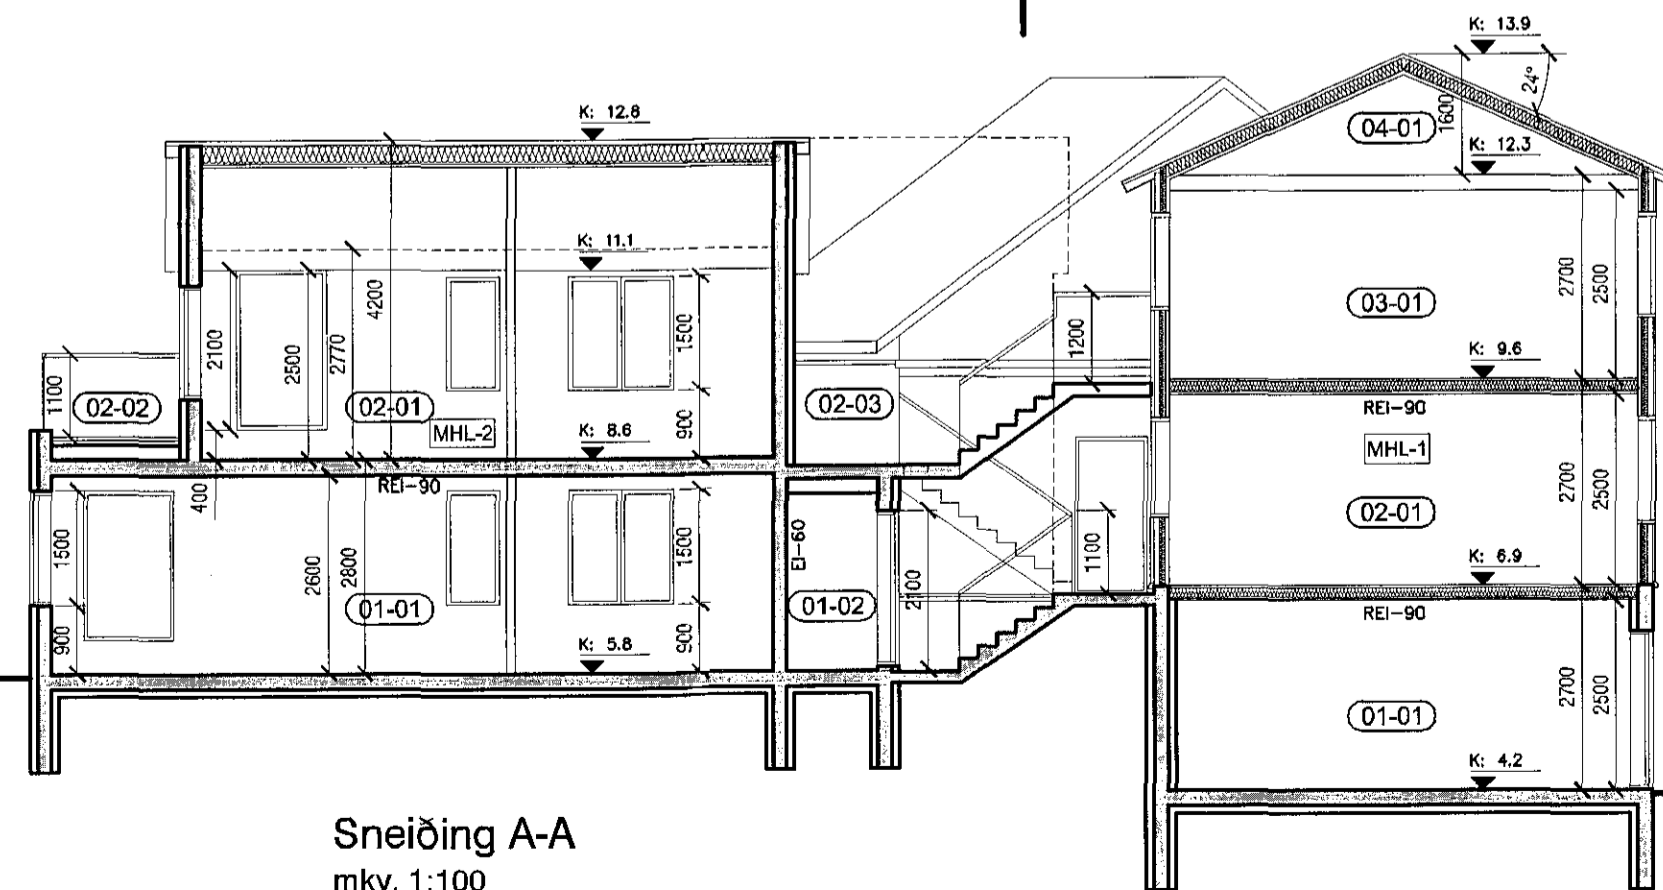 K: 13.9
24°
1600
04-01
K: 12.8
K: 12.3
K: 11.1
4200
2700
2500
03-01
2100
2500
2770
1500
1200
K: 9.6
1100
02-02
02-01
MHL-2
K: 8.6
900
02-03
REI-90
MHL-1
REI-90
400
2700
2500
02-01
1500
2600
2800
1500
EI-60
2100
1100
K: 6.9
01-01
01-02
REI-90
900
K: 5.8
900
2700
2500
01-01
K: 4.2
Sneiðing A-A
mkv. 1:100